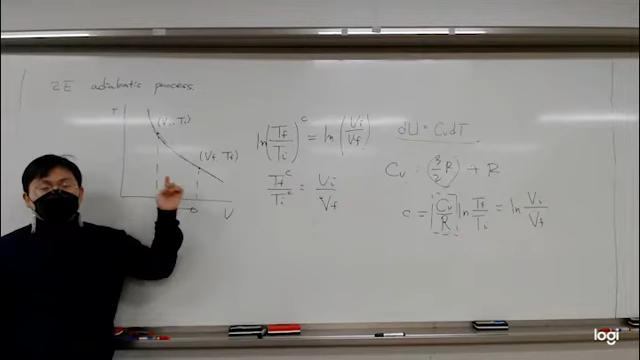 2E adiabatic process.
T
(Vi, Ti)
(Vf, Tf)
V
ln(Tf/Ti)^c = ln(Vi/Vf)
Tf^c/Ti^c = Vi/Vf
dU = CvdT
Cv = (3/2 R) + R
c = Cv/R ln Tf/Ti = ln Vi/Vf
logi